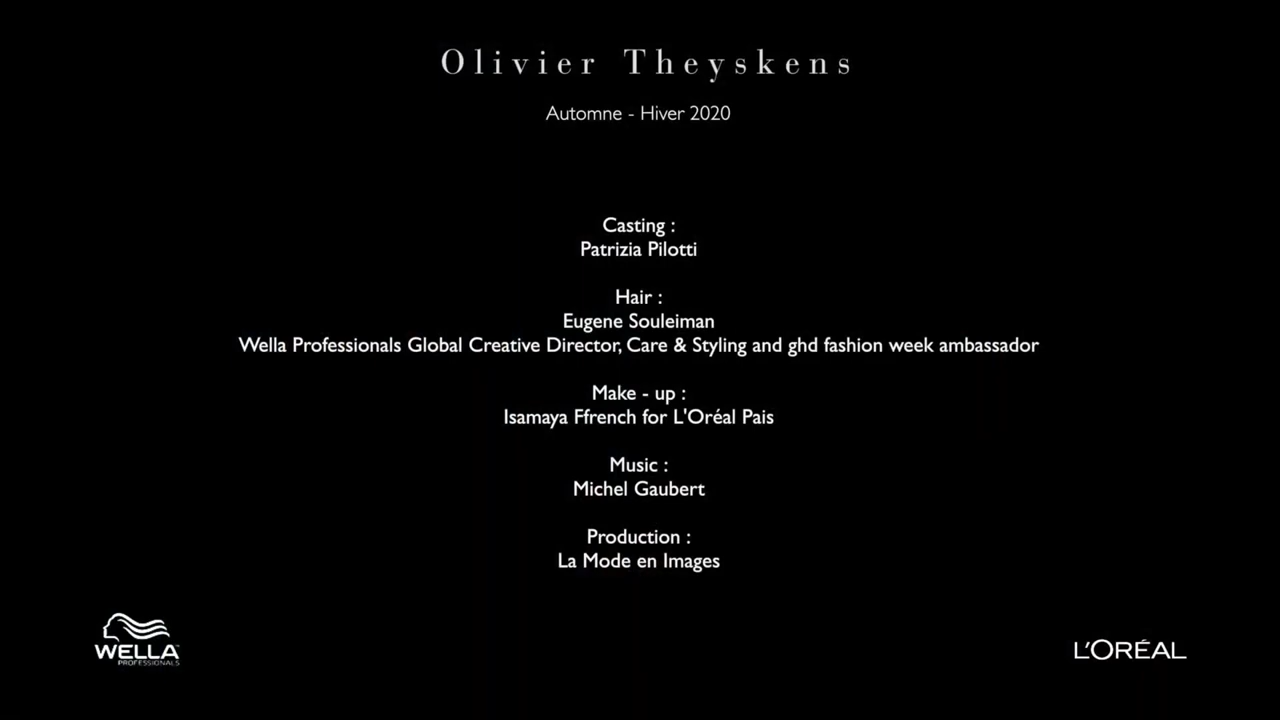 Olivier Theyskens
Automne - Hiver 2020
Casting :
Patrizia Pilotti
Hair :
Eugene Souleiman
Wella Professionals Global Creative Director, Care & Styling and ghd fashion week ambassador
Make - up :
Isamaya Ffrench for L'Oréal Pais
Music :
Michel Gaubert
Production :
La Mode en Images
WELLA
PROFESSIONALS
L'ORÉAL